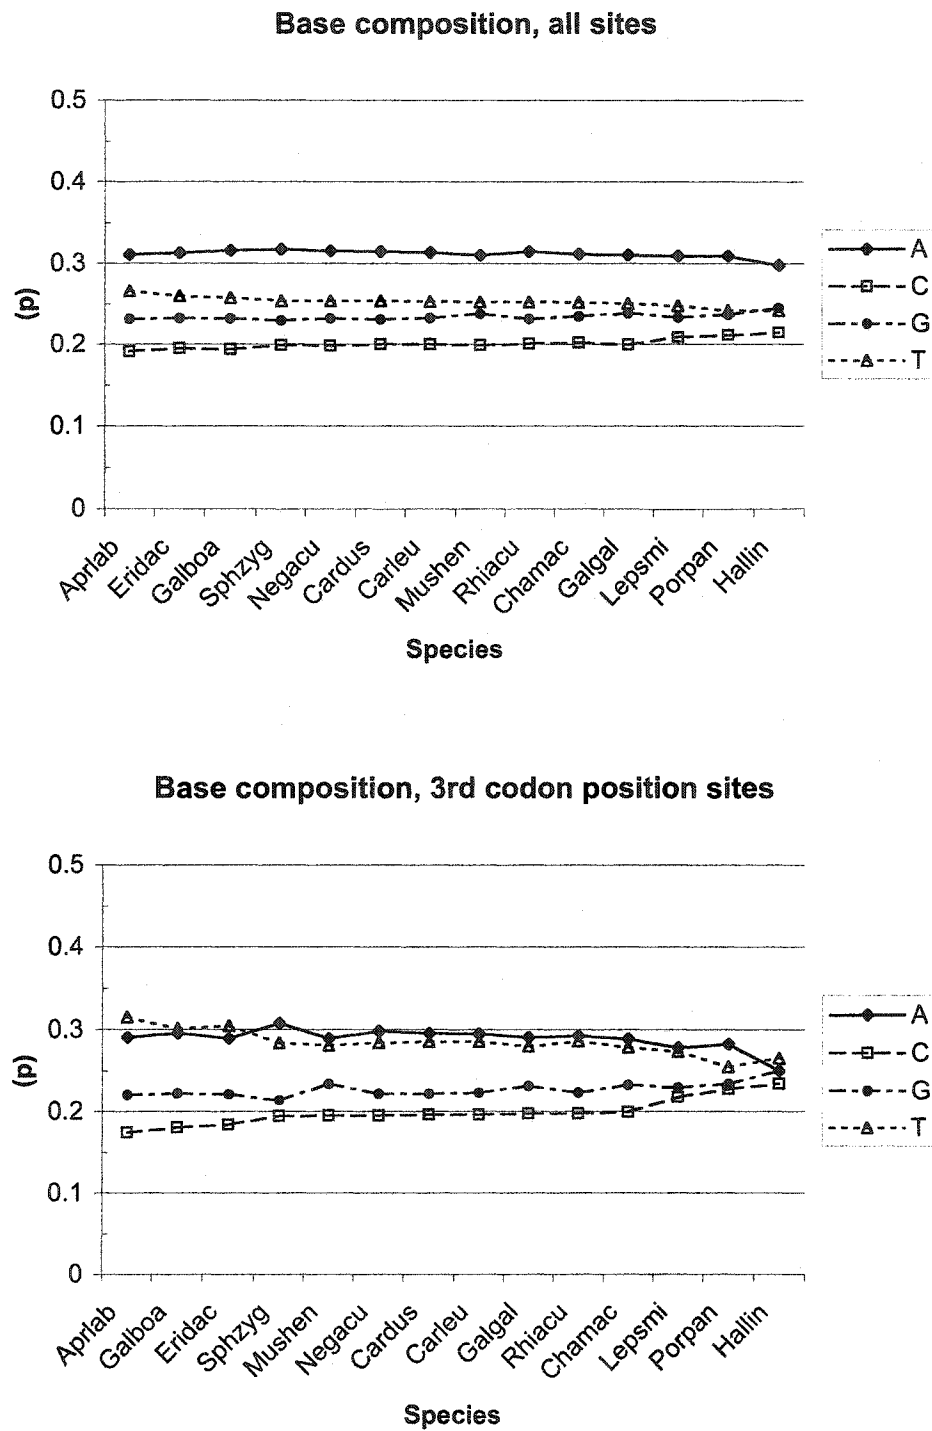 Base composition, all sites
0.5
0.4
0.3
0.2
0.1
0
(p)
A
C
G
T
Aprlab
Eridac
Galboa
Sphzyg
Negacu
Cardus
Carleu
Mushen
Rhiacu
Chamac
Galgal
Lepsmi
Porpan
Hallin
Species
Base composition, 3rd codon position sites
0.5
0.4
0.3
0.2
0.1
0
(p)
A
C
G
T
Aprlab
Galboa
Eridac
Sphzyg
Mushen
Negacu
Cardus
Carleu
Galgal
Rhiacu
Chamac
Lepsmi
Porpan
Hallin
Species